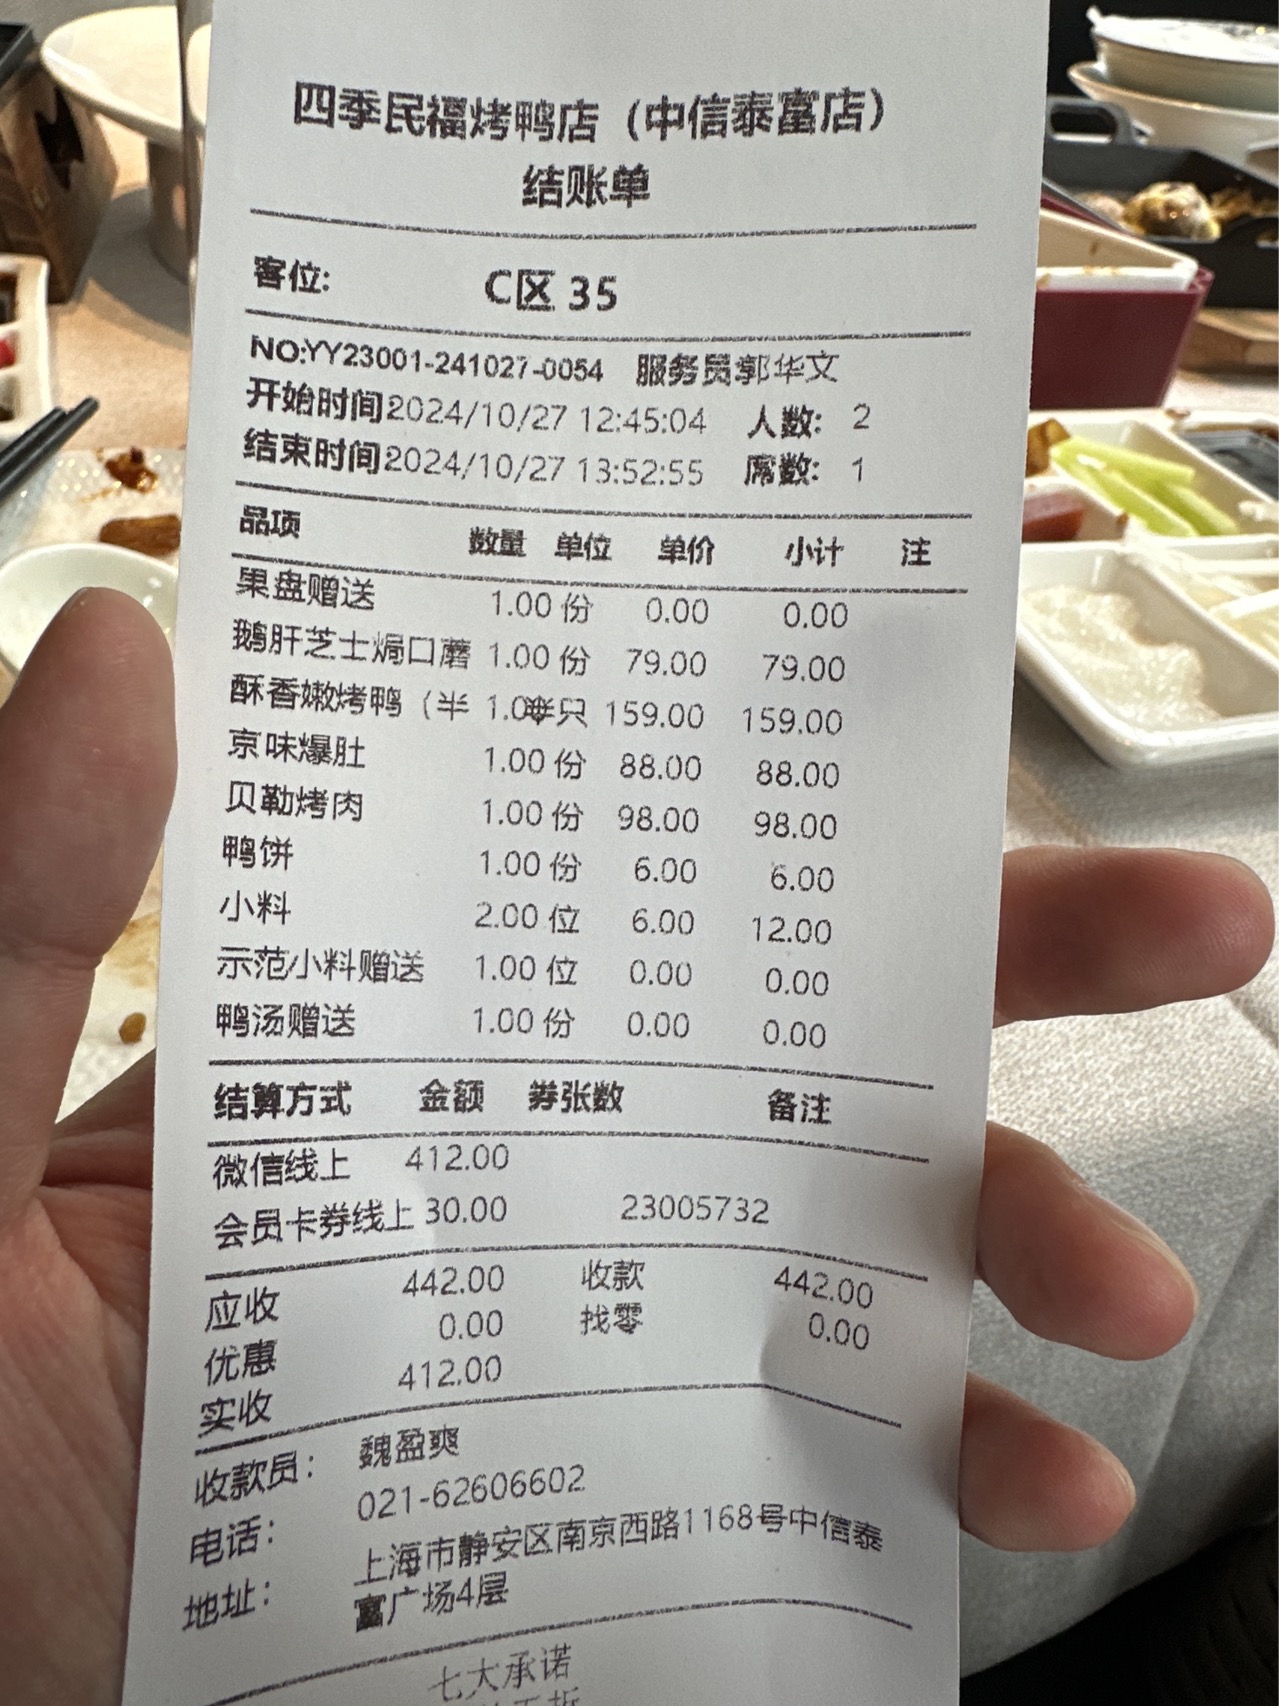 四季民福烤鸭店（中信泰富店）
结账单
客位: C区 35
NO:YY23001-241027-0054 服务员郭华文
开始时间2024/10/27 12:45:04 人数: 2
结束时间2024/10/27 13:52:55 席数: 1
品项 数量 单位 单价 小计 注
果盘赠送 1.00 份 0.00 0.00
鹅肝芝士焗口蘑 1.00 份 79.00 79.00
酥香嫩烤鸭（半 1.00 半只 159.00 159.00
京味爆肚 1.00 份 88.00 88.00
贝勒烤肉 1.00 份 98.00 98.00
鸭饼 1.00 份 6.00 6.00
小料 2.00 位 6.00 12.00
示范小料赠送 1.00 位 0.00 0.00
鸭汤赠送 1.00 份 0.00 0.00
结算方式 金额 券张数 备注
微信线上 412.00
会员卡券线上 30.00 23005732
应收 442.00 收款 442.00
优惠 0.00 找零 0.00
实收 412.00
收款员: 魏盈爽
电话: 021-62606602
地址: 上海市静安区南京西路1168号中信泰
富广场4层
七大承诺